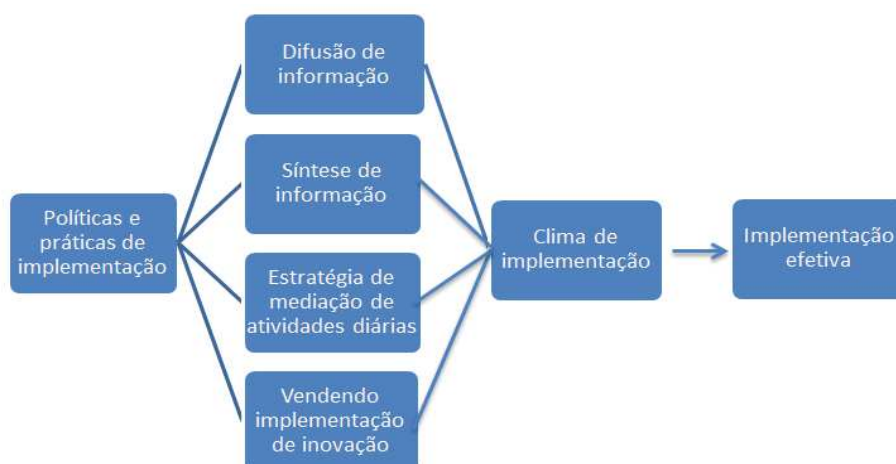 Políticas e
práticas de
implementação
Difusão de
informação
Síntese de
informação
Estratégia de
mediação de
atividades diárias
Vendendo
implementação
de inovação
Clima de
implementação
Implementação
efetiva